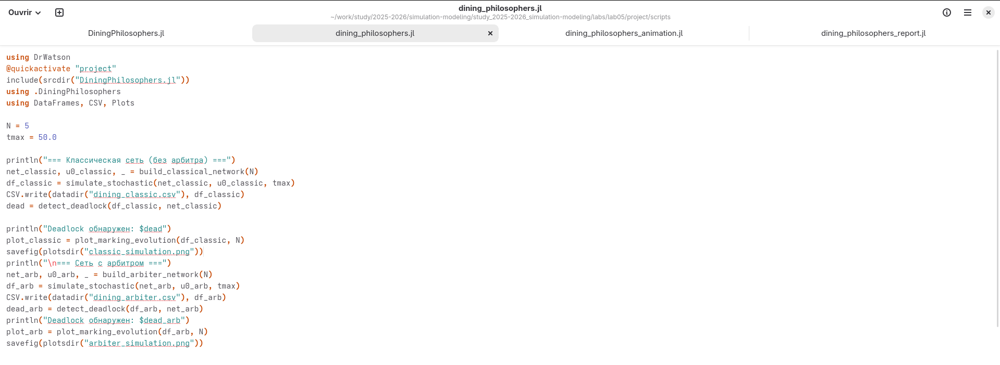 Ouvrir
dining_philosophers.jl
~/work/study/2025-2026/simulation-modeling/study_2025-2026_simulation-modeling/labs/lab05/project/scripts
DiningPhilosophers.jl
dining_philosophers.jl
dining_philosophers_animation.jl
dining_philosophers_report.jl
using DrWatson
@quickactivate "project"
include(srcdir("DiningPhilosophers.jl"))
using .DiningPhilosophers
using DataFrames, CSV, Plots
N = 5
tmax = 50.0
println("=== Классическая сеть (без арбитра) ===")
net_classic, u0_classic, _ = build_classical_network(N)
df_classic = simulate_stochastic(net_classic, u0_classic, tmax)
CSV.write(datadir("dining_classic.csv"), df_classic)
dead = detect_deadlock(df_classic, net_classic)
println("Deadlock обнаружен: $dead")
plot_classic = plot_marking_evolution(df_classic, N)
savefig(plotsdir("classic_simulation.png"))
println("\n=== Сеть с арбитром ===")
net_arb, u0_arb, _ = build_arbiter_network(N)
df_arb = simulate_stochastic(net_arb, u0_arb, tmax)
CSV.write(datadir("dining_arbiter.csv"), df_arb)
dead_arb = detect_deadlock(df_arb, net_arb)
println("Deadlock обнаружен: $dead_arb")
plot_arb = plot_marking_evolution(df_arb, N)
savefig(plotsdir("arbiter_simulation.png"))